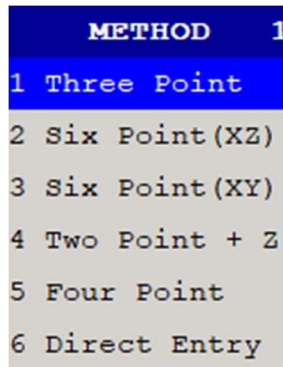 METHOD 1
1 Three Point
2 Six Point(XZ)
3 Six Point(XY)
4 Two Point + Z
5 Four Point
6 Direct Entry